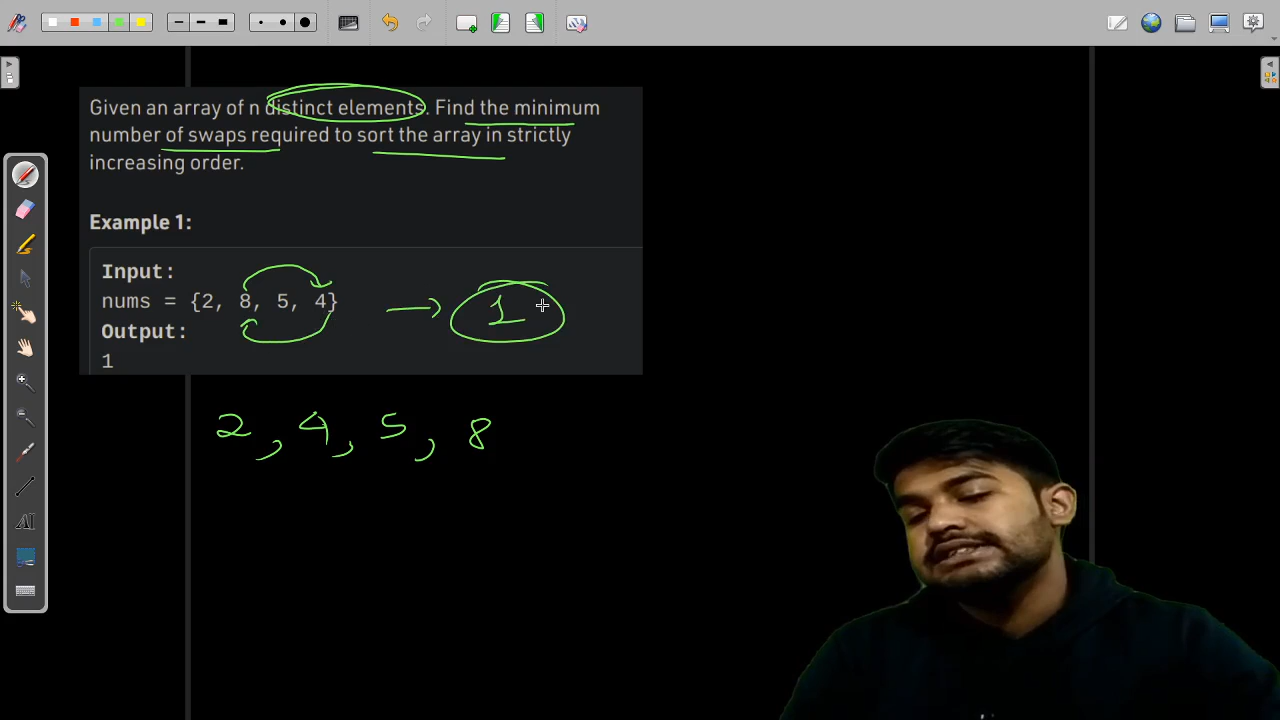 Given an array of n distinct elements. Find the minimum
number of swaps required to sort the array in strictly
increasing order.
Example 1:
Input:
nums = {2, 8, 5, 4} → 1
Output:
1
2, 4, 5, 8